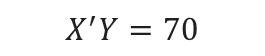 X′Y = 70